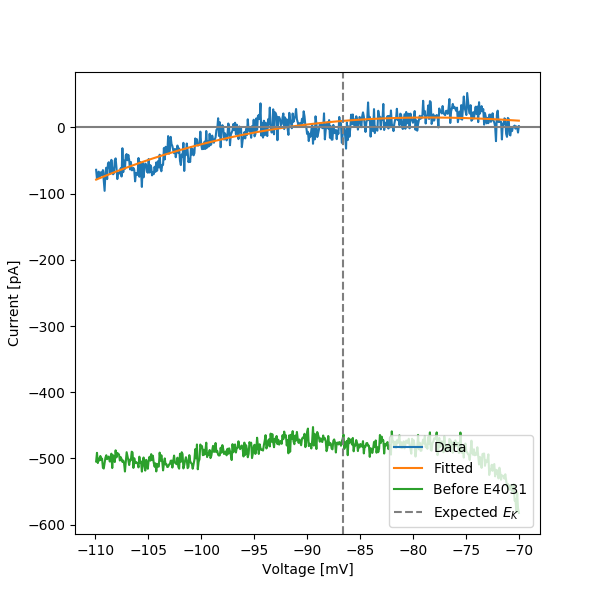 0
−100
−200
−300
−400
−500
−600
Current [pA]
−110 −105 −100 −95 −90 −85 −80 −75 −70
Voltage [mV]
Data
Fitted
Before E4031
Expected E_K